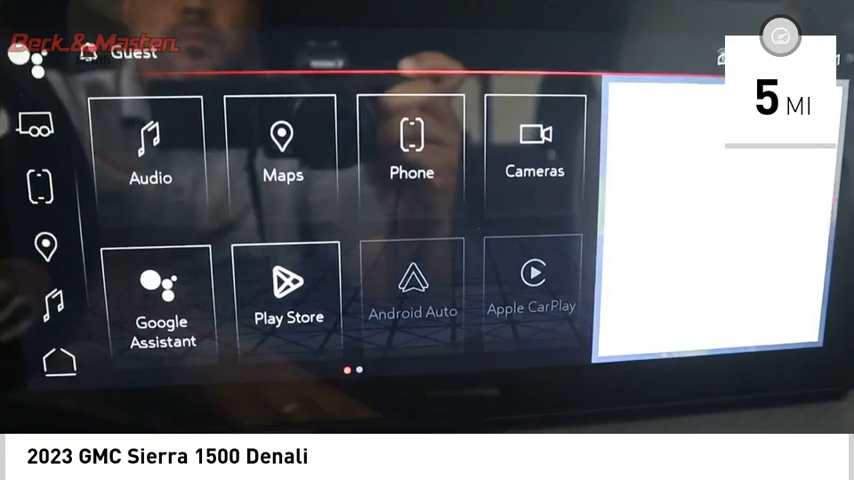 Beck & Masten
Guest
5 MI
Audio
Maps
Phone
Cameras
Google
Assistant
Play Store
Android Auto
Apple CarPlay
2023 GMC Sierra 1500 Denali